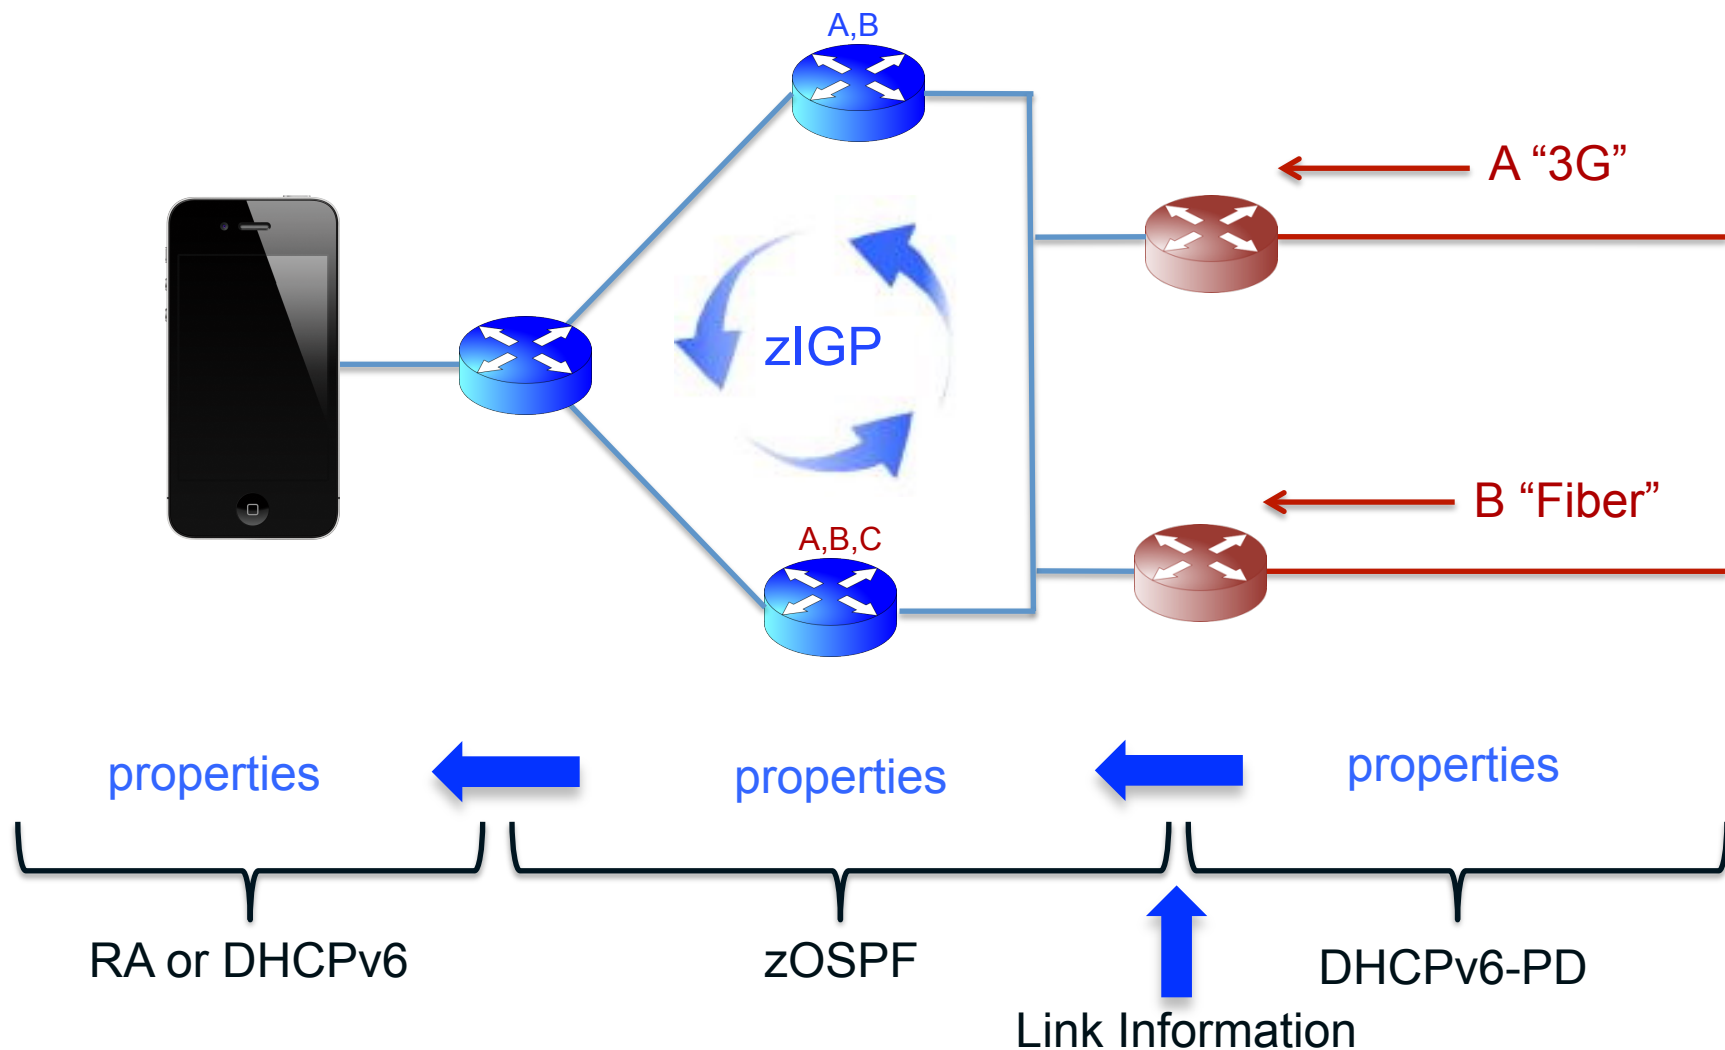 A,B
A “3G”
zIGP
B “Fiber”
A,B,C
properties
properties
properties
RA or DHCPv6
zOSPF
DHCPv6-PD
Link Information